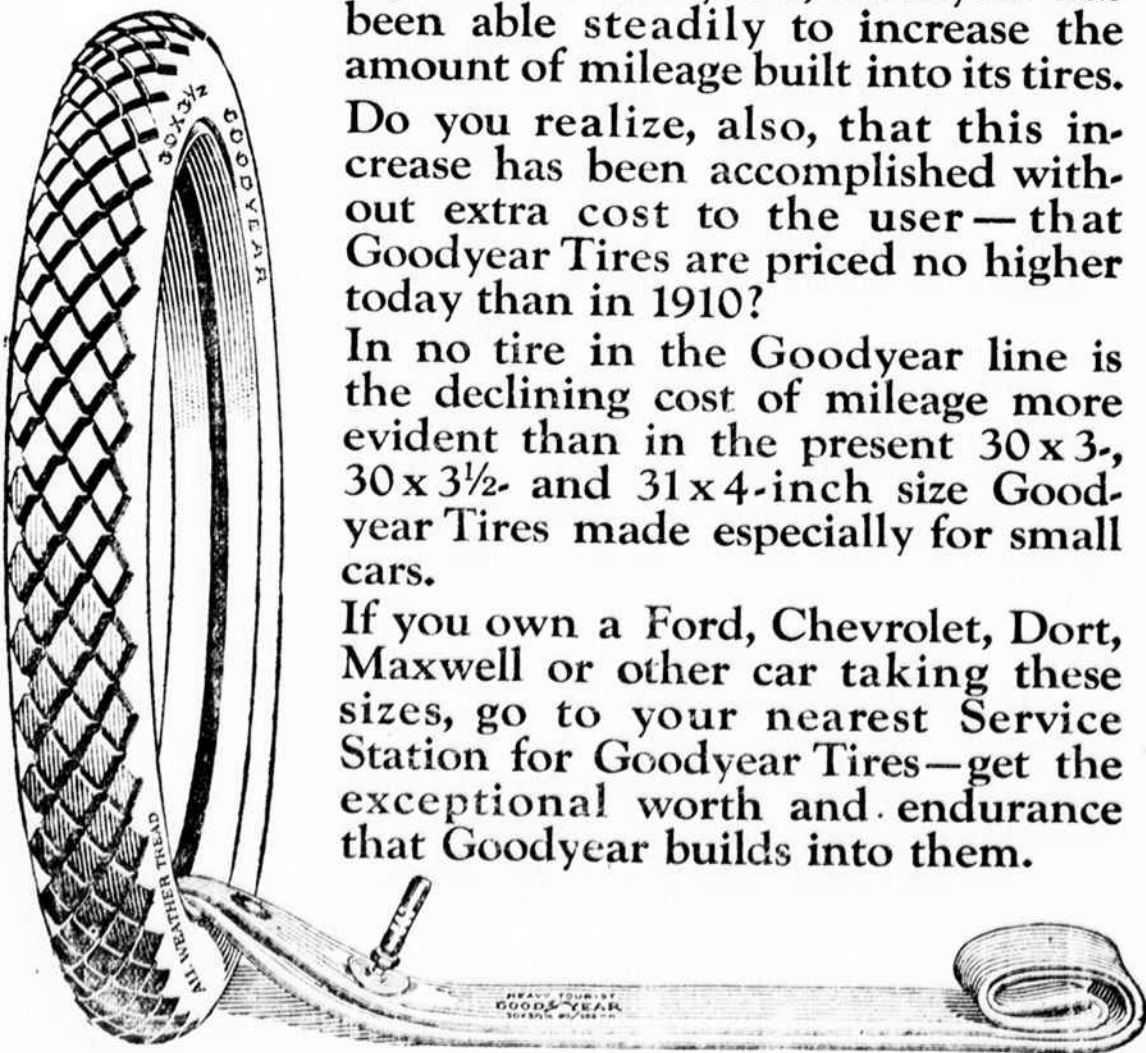 been able steadily to increase the
amount of mileage built into its tires.
Do you realize, also, that this in-
crease has been accomplished with-
out extra cost to the user — that
Goodyear Tires are priced no higher
today than in 1910?
In no tire in the Goodyear line is
the declining cost of mileage more
evident than in the present 30 x 3-,
30 x 3½- and 31 x 4-inch size Good-
year Tires made especially for small
cars.
If you own a Ford, Chevrolet, Dort,
Maxwell or other car taking these
sizes, go to your nearest Service
Station for Goodyear Tires—get the
exceptional worth and endurance
that Goodyear builds into them.
30 X 3½
GOODYEAR
ALL WEATHER TREAD
HEAVY TOURIST
GOODYEAR